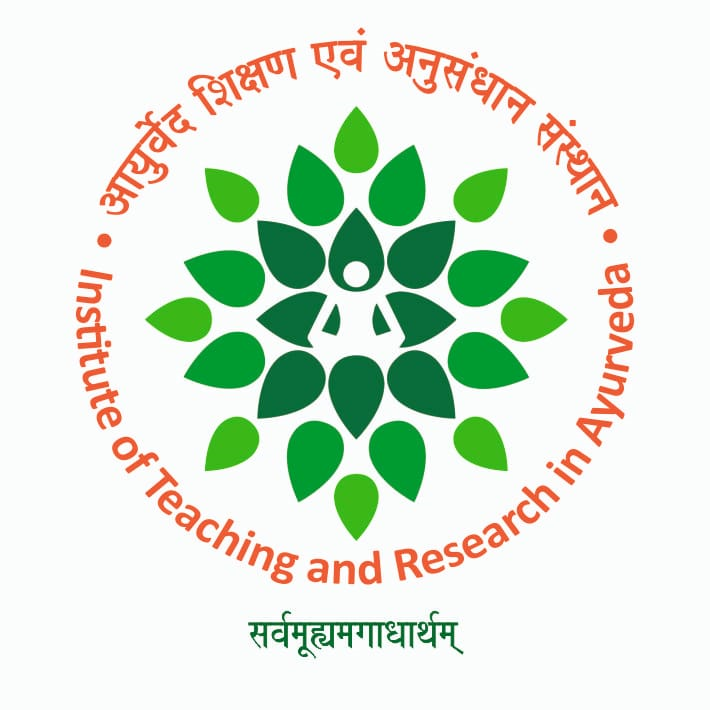 आयुर्वेद शिक्षण एवं अनुसंधान संस्थान
Institute of Teaching and Research in Ayurveda
सर्वमूह्यमगाधार्थम्